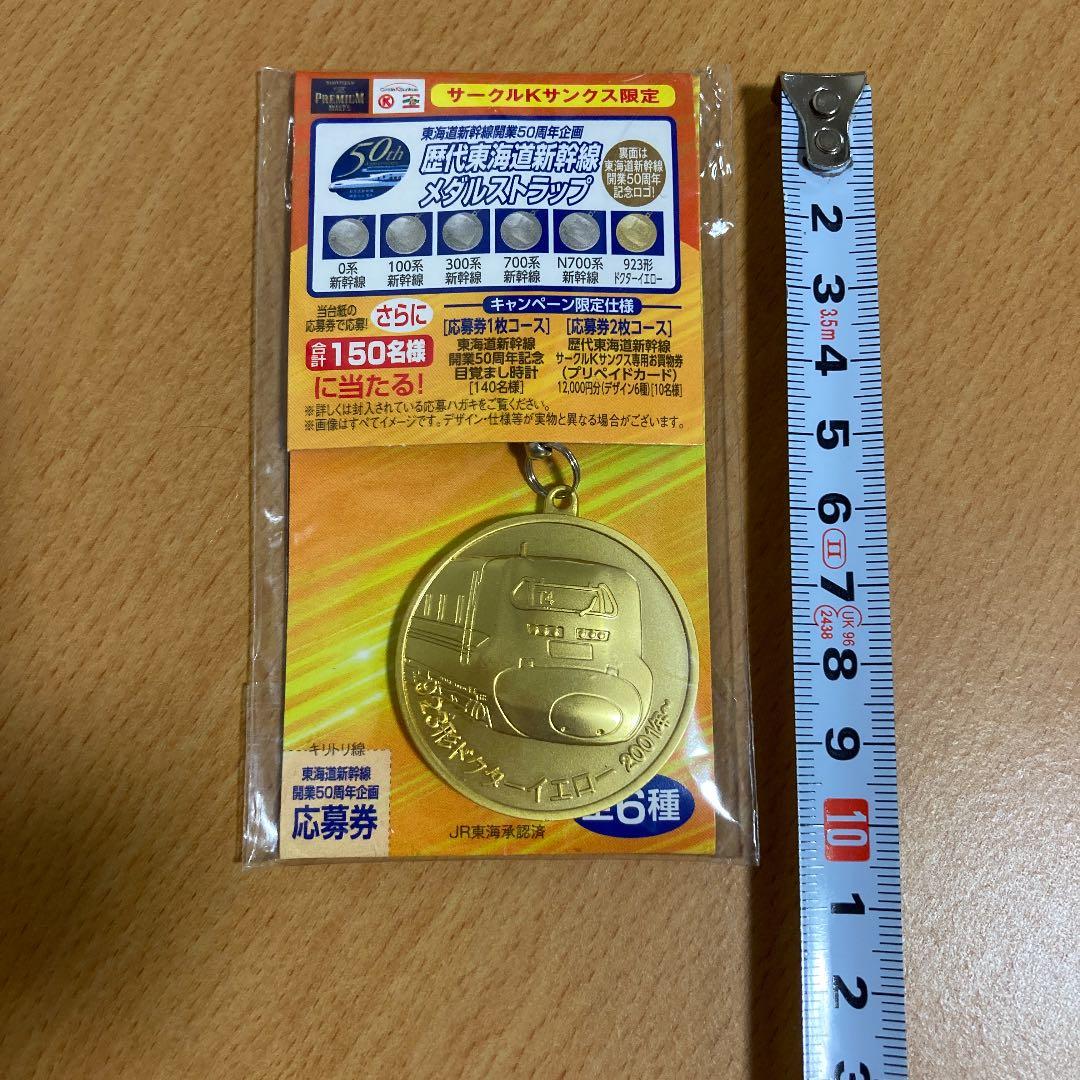 PREMIUM
Circle K Sunkus
K
サークルKサンクス限定
50th
東海道新幹線開業50周年企画
歴代東海道新幹線
メダルストラップ
裏面は
東海道新幹線
開業50周年
記念ロゴ!
0系
新幹線
100系
新幹線
300系
新幹線
700系
新幹線
N700系
新幹線
923形
ドクターイエロー
当台紙の
応募券で応募!
さらに
合計150名様
に当たる!
キャンペーン限定仕様
[応募券1枚コース]
東海道新幹線
開業50周年記念
目覚まし時計
[140名様]
[応募券2枚コース]
歴代東海道新幹線
サークルKサンクス専用お買物券
(プリペイドカード)
12,000円分(デザイン6種)[10名様]
※詳しくは封入されている応募ハガキをご覧ください。
※画像はすべてイメージです。デザイン・仕様等が実物と異なる場合がございます。
T4
923形ドクターイエロー 2001年~
キリトリ線
東海道新幹線
開業50周年企画
応募券
JR東海承認済
全6種
2
3
3.5m
4
5
6
II
7
UK 96
2438
8
9
10
1
2
3